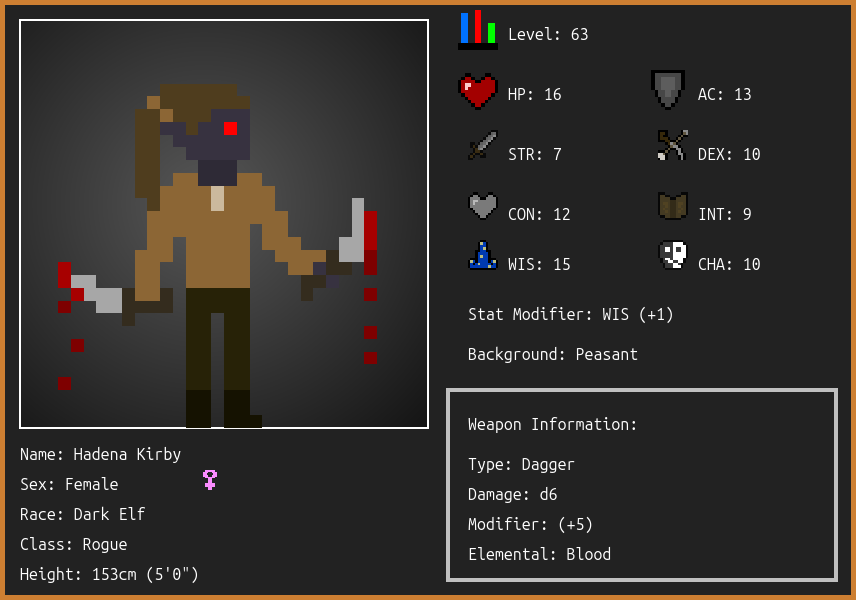 Level: 63
HP: 16
AC: 13
STR: 7
DEX: 10
CON: 12
INT: 9
WIS: 15
CHA: 10
Stat Modifier: WIS (+1)
Background: Peasant
Weapon Information:
Type: Dagger
Damage: d6
Modifier: (+5)
Elemental: Blood
Name: Hadena Kirby
Sex: Female
Race: Dark Elf
Class: Rogue
Height: 153cm (5'0")